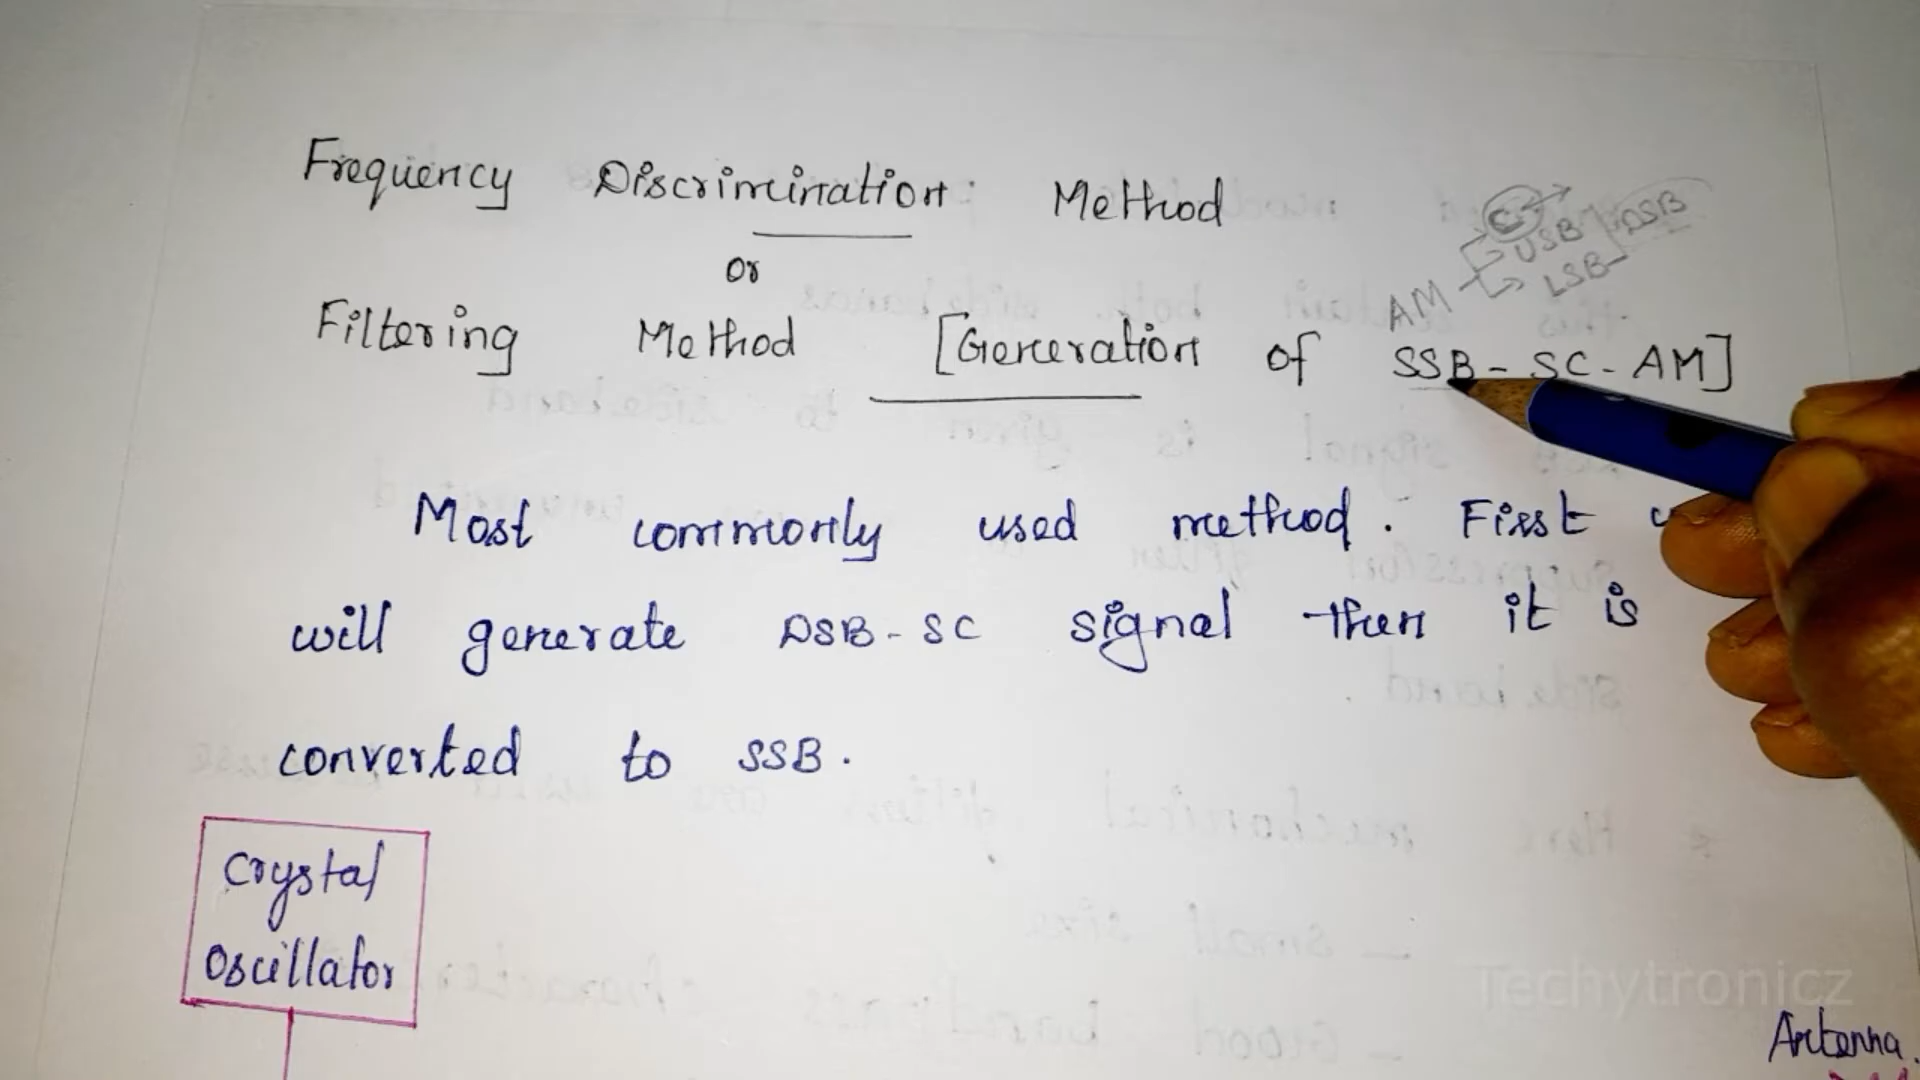 Frequency Discrimination Method
or
Filtering Method [Generation of SSB-SC-AM]
AM
C
USB
LSB
DSB
Most commonly used method. First
will generate DSB-SC signal then it is
converted to SSB.
Crystal
Oscillator
Techytronicz
Antenna.